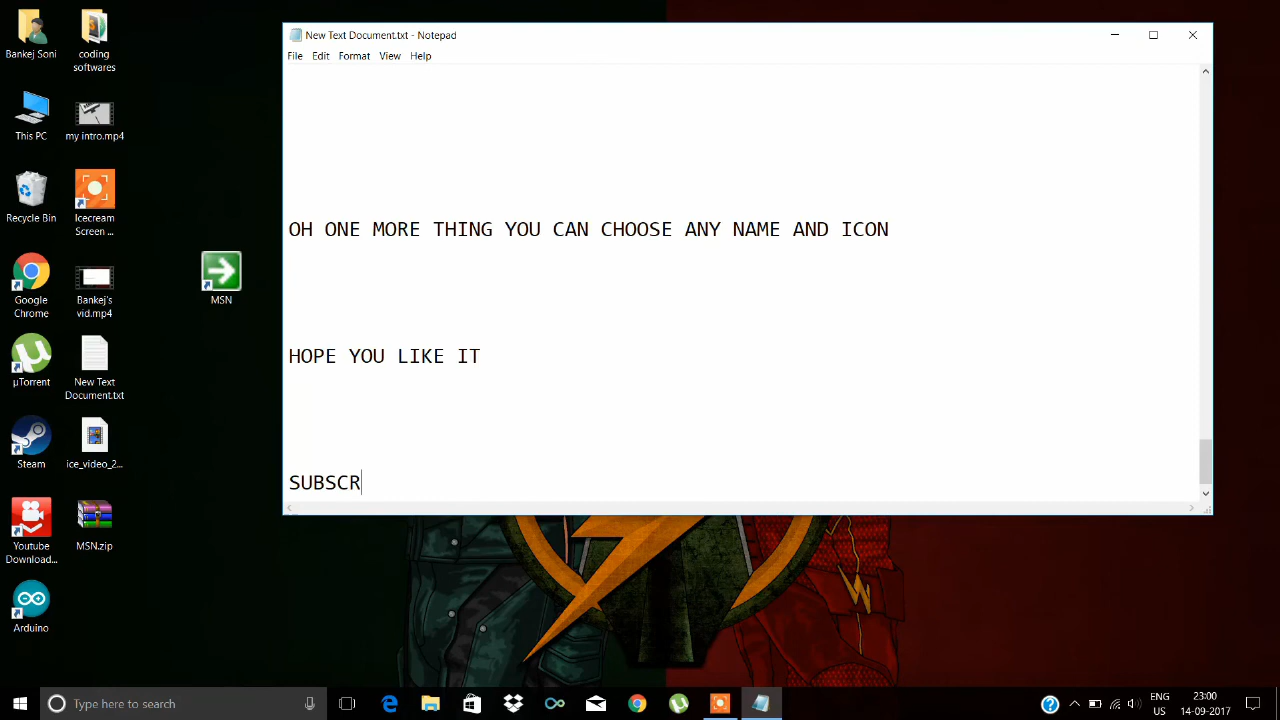 New Text Document.txt - Notepad
File Edit Format View Help
OH ONE MORE THING YOU CAN CHOOSE ANY NAME AND ICON
HOPE YOU LIKE IT
SUBSCR
Bankej Soni
coding
softwares
This PC
my intro.mp4
Recycle Bin
Icecream
Screen ...
MSN
Google
Chrome
Bankej's
vid.mp4
µTorrent
New Text
Document.txt
Steam
ice_video_2...
Youtube
Download...
MSN.zip
Arduino
Type here to search
ENG
US
23:00
14-09-2017